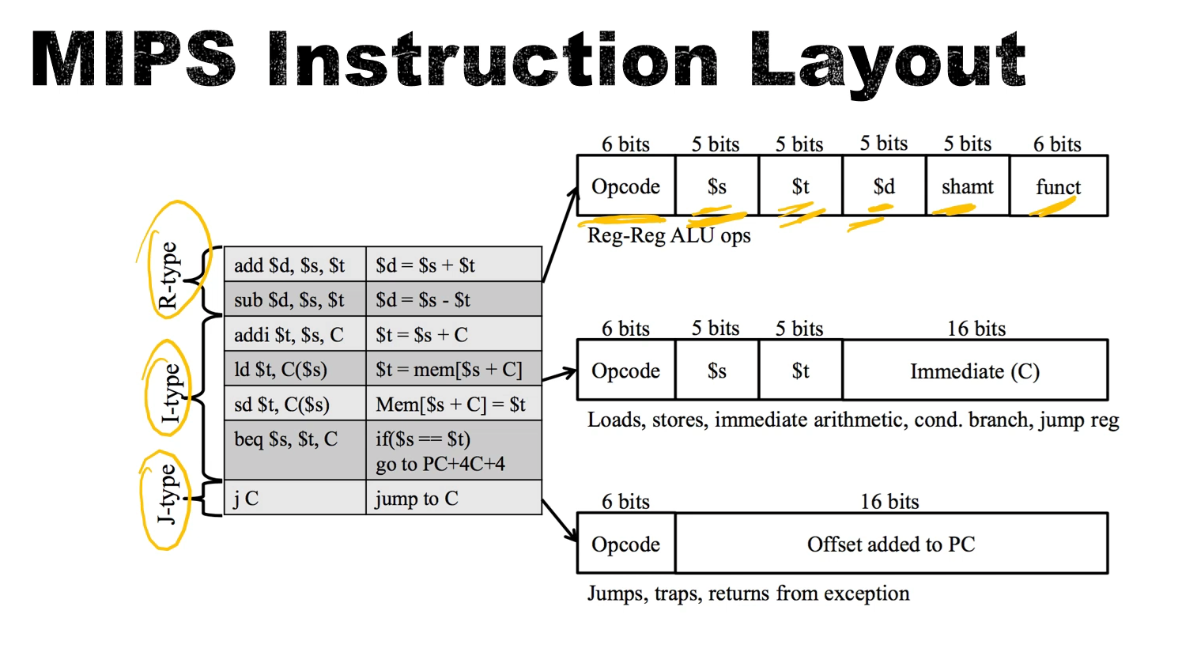 MIPS Instruction Layout
6 bits 5 bits 5 bits 5 bits 5 bits 6 bits
Opcode $s $t $d shamt funct
Reg-Reg ALU ops
R-type
add $d, $s, $t $d = $s + $t
sub $d, $s, $t $d = $s - $t
I-type
addi $t, $s, C $t = $s + C
ld $t, C($s) $t = mem[$s + C]
sd $t, C($s) Mem[$s + C] = $t
beq $s, $t, C if($s == $t)
go to PC+4C+4
J-type
j C jump to C
6 bits 5 bits 5 bits 16 bits
Opcode $s $t Immediate (C)
Loads, stores, immediate arithmetic, cond. branch, jump reg
6 bits 16 bits
Opcode Offset added to PC
Jumps, traps, returns from exception